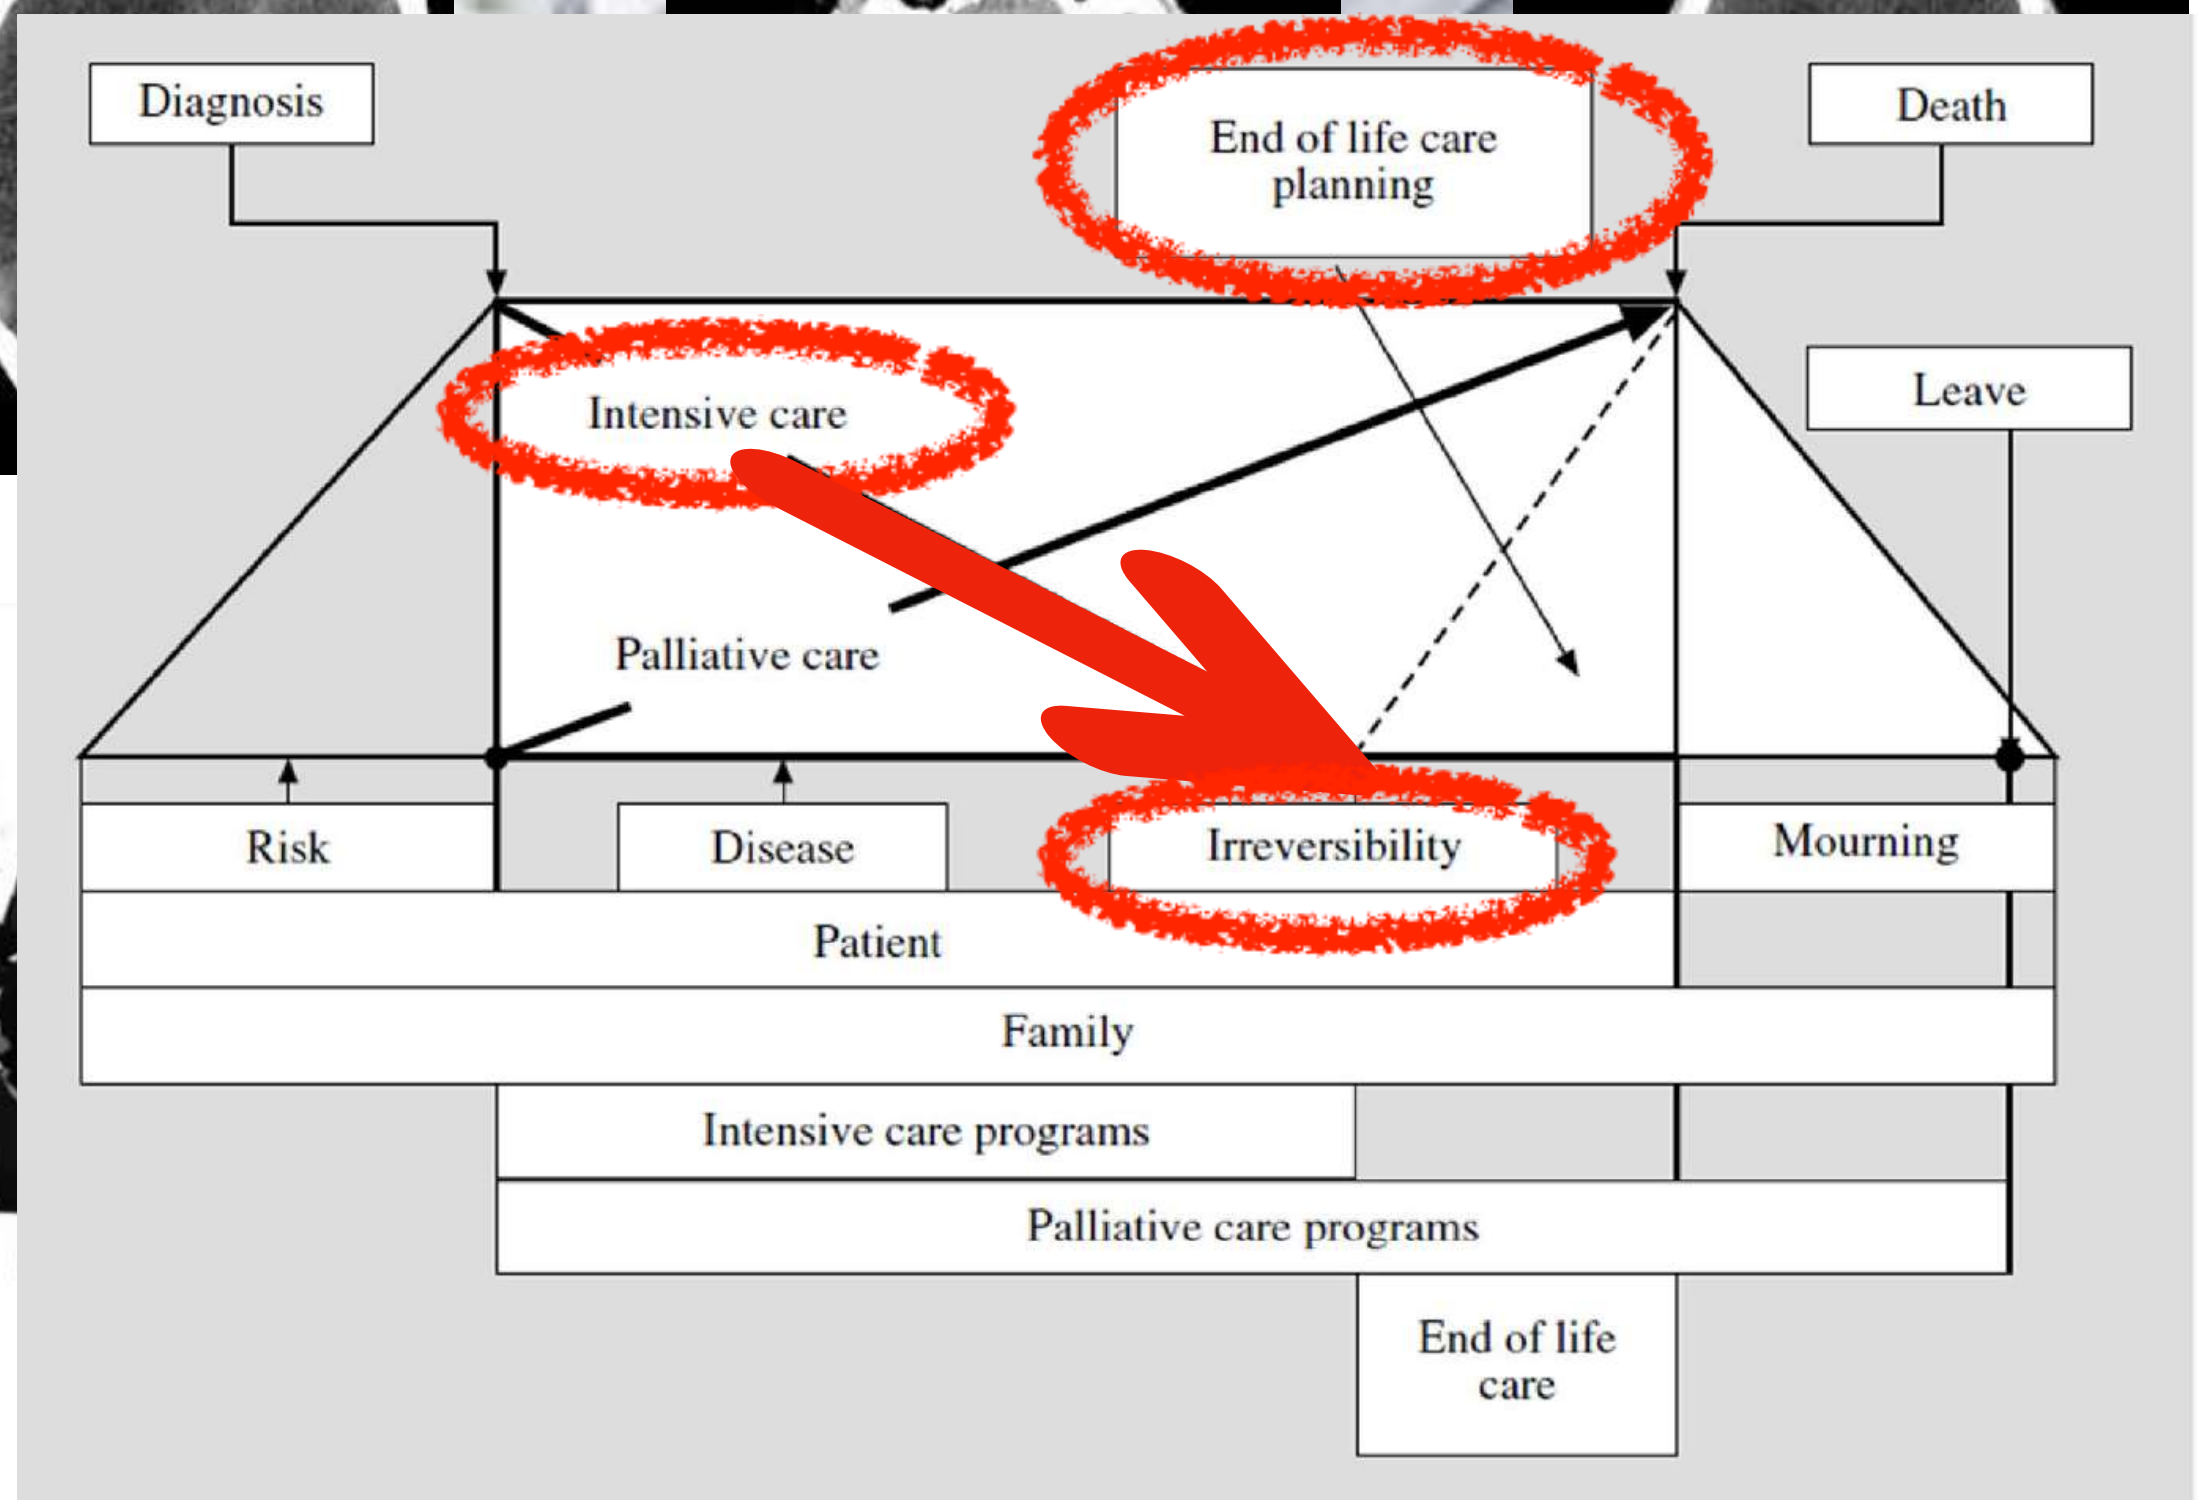 Diagnosis
End of life care
planning
Death
Leave
Intensive care
Palliative care
Risk
Disease
Irreversibility
Mourning
Patient
Family
Intensive care programs
Palliative care programs
End of life
care